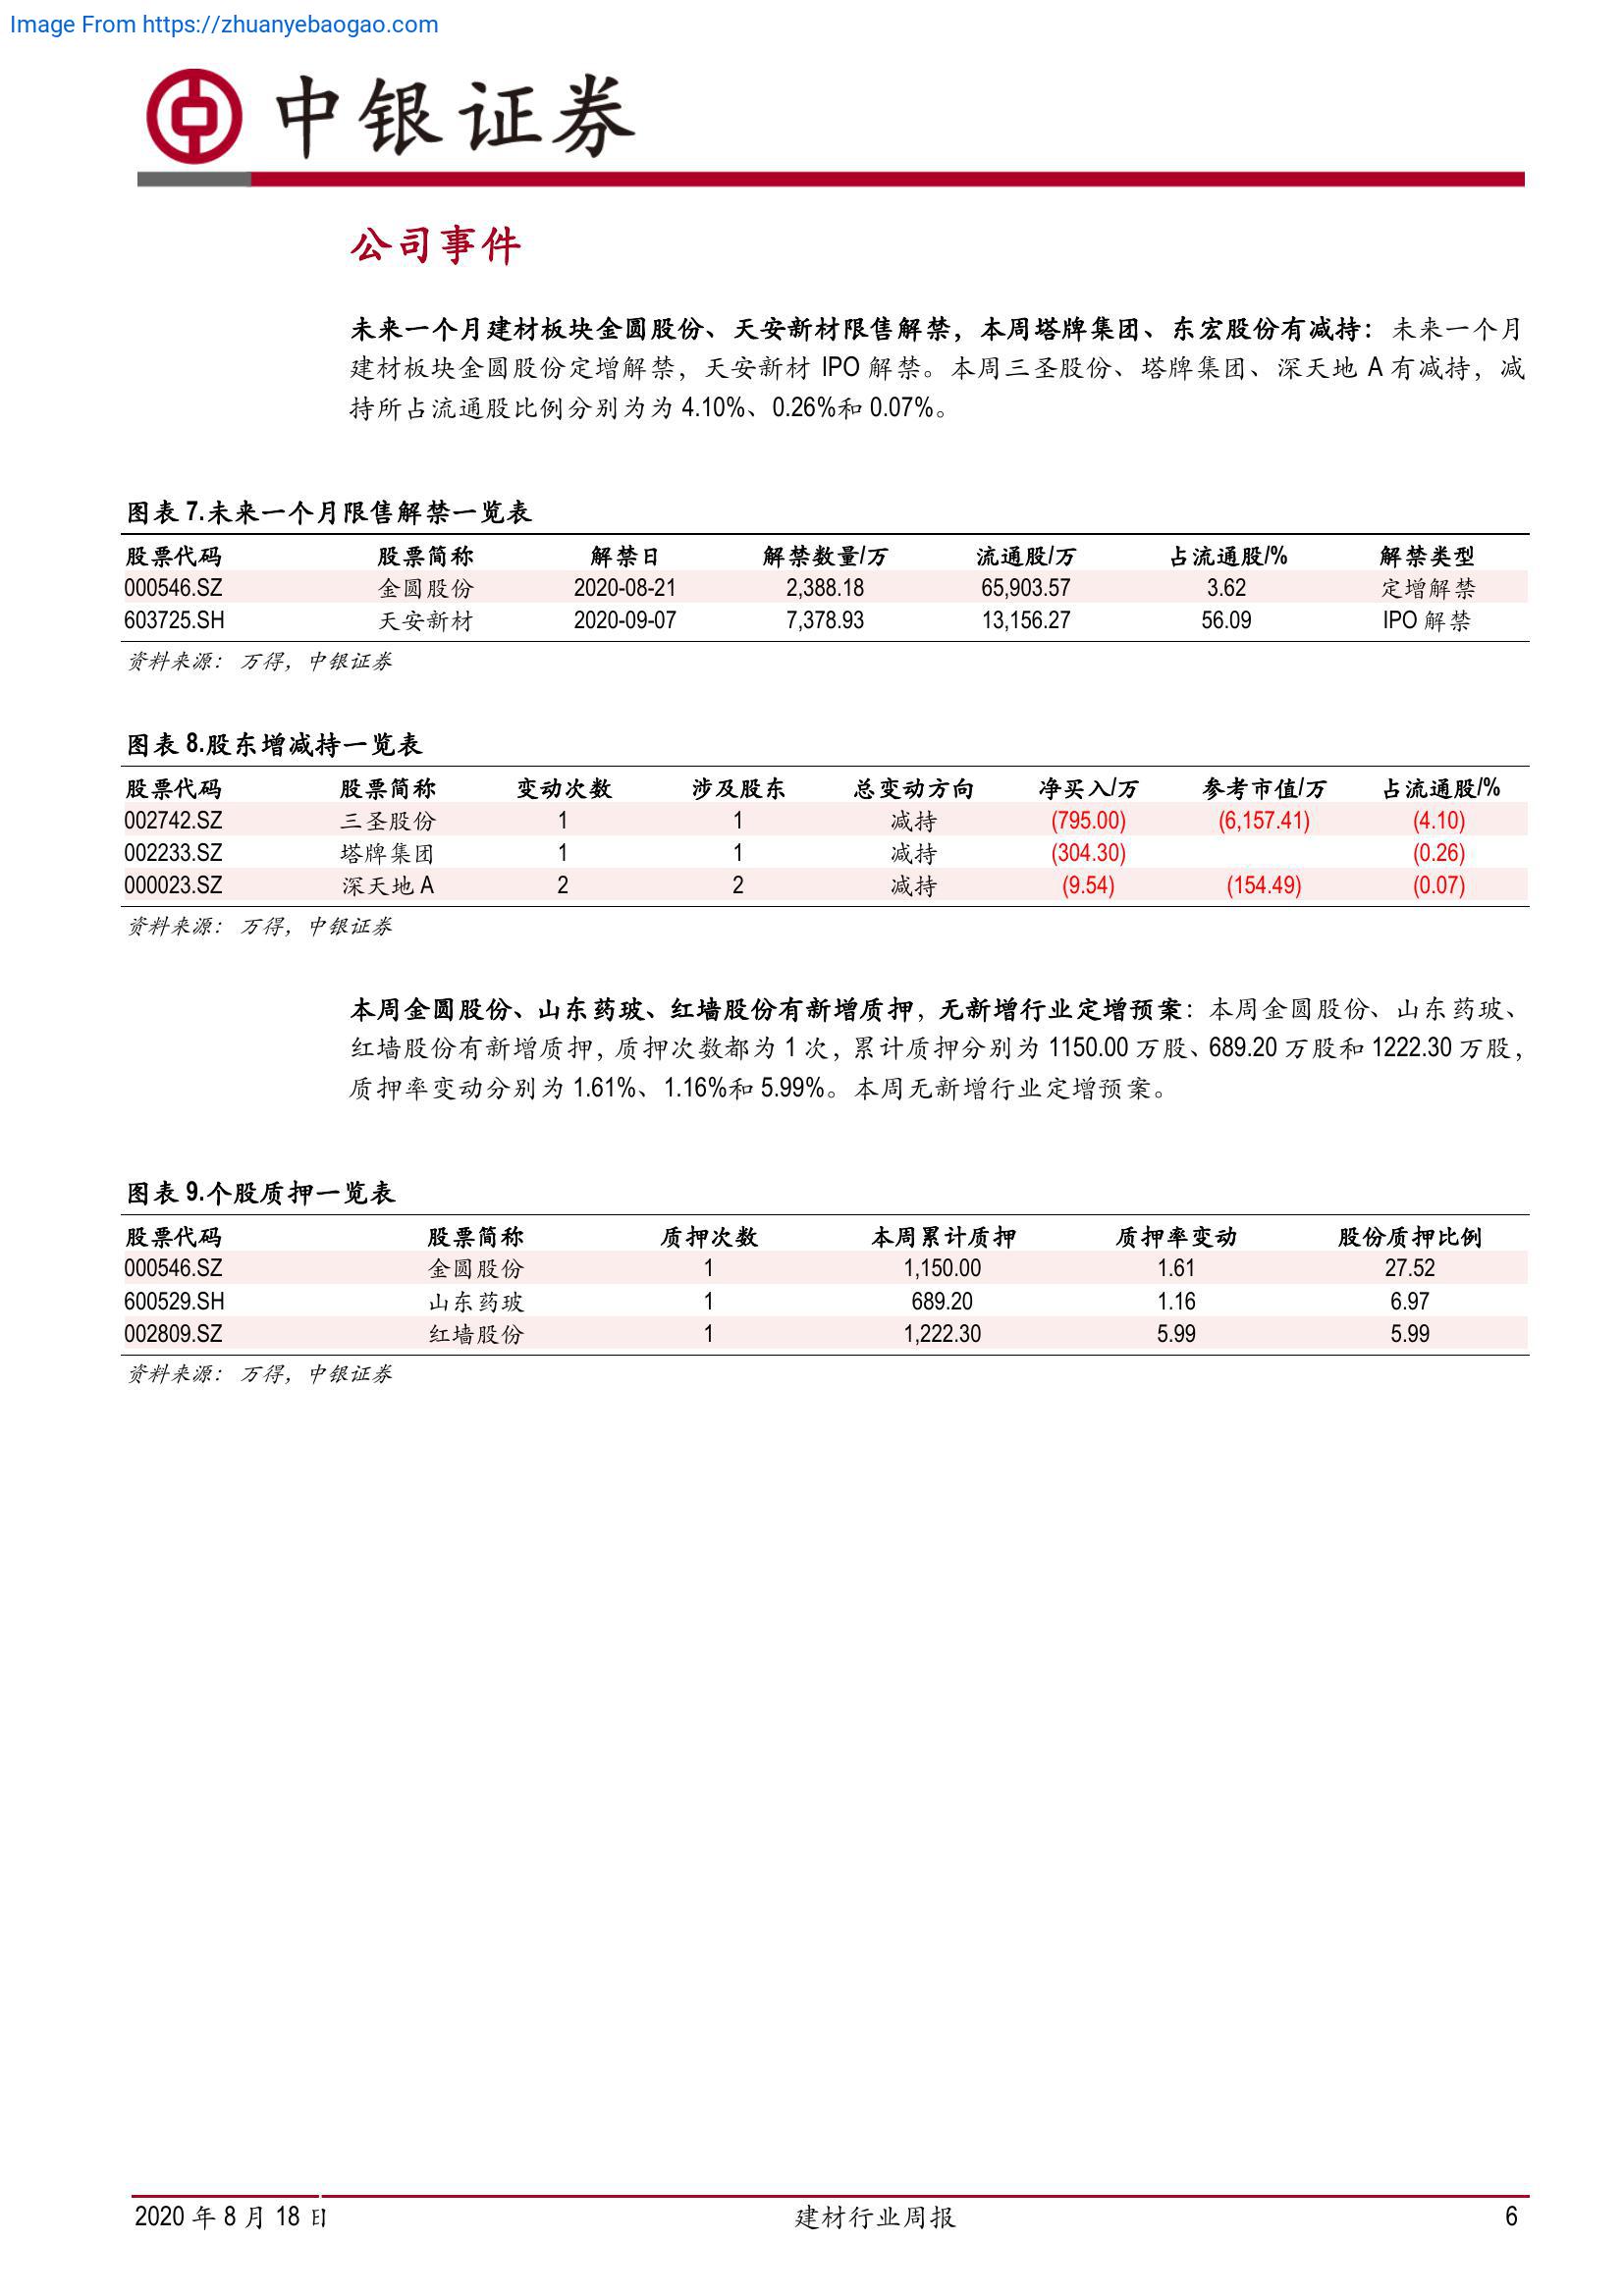 Image From https://zhuanyebaogao.com
中银证券
公司事件
未来一个月建材板块金圆股份、天安新材限售解禁，本周塔牌集团、东宏股份有减持：未来一个月
建材板块金圆股份定增解禁，天安新材 IPO 解禁。本周三圣股份、塔牌集团、深天地 A 有减持，减
持所占流通股比例分别为为 4.10%、0.26%和 0.07%。
图表 7.未来一个月限售解禁一览表
股票代码 股票简称 解禁日 解禁数量/万 流通股/万 占流通股/% 解禁类型
000546.SZ 金圆股份 2020-08-21 2,388.18 65,903.57 3.62 定增解禁
603725.SH 天安新材 2020-09-07 7,378.93 13,156.27 56.09 IPO 解禁
资料来源：万得，中银证券
图表 8.股东增减持一览表
股票代码 股票简称 变动次数 涉及股东 总变动方向 净买入/万 参考市值/万 占流通股/%
002742.SZ 三圣股份 1 1 减持 (795.00) (6,157.41) (4.10)
002233.SZ 塔牌集团 1 1 减持 (304.30) (0.26)
000023.SZ 深天地 A 2 2 减持 (9.54) (154.49) (0.07)
资料来源：万得，中银证券
本周金圆股份、山东药玻、红墙股份有新增质押，无新增行业定增预案：本周金圆股份、山东药玻、
红墙股份有新增质押，质押次数都为 1 次，累计质押分别为 1150.00 万股、689.20 万股和 1222.30 万股，
质押率变动分别为 1.61%、1.16%和 5.99%。本周无新增行业定增预案。
图表 9.个股质押一览表
股票代码 股票简称 质押次数 本周累计质押 质押率变动 股份质押比例
000546.SZ 金圆股份 1 1,150.00 1.61 27.52
600529.SH 山东药玻 1 689.20 1.16 6.97
002809.SZ 红墙股份 1 1,222.30 5.99 5.99
资料来源：万得，中银证券
2020 年 8 月 18 日 建材行业周报 6